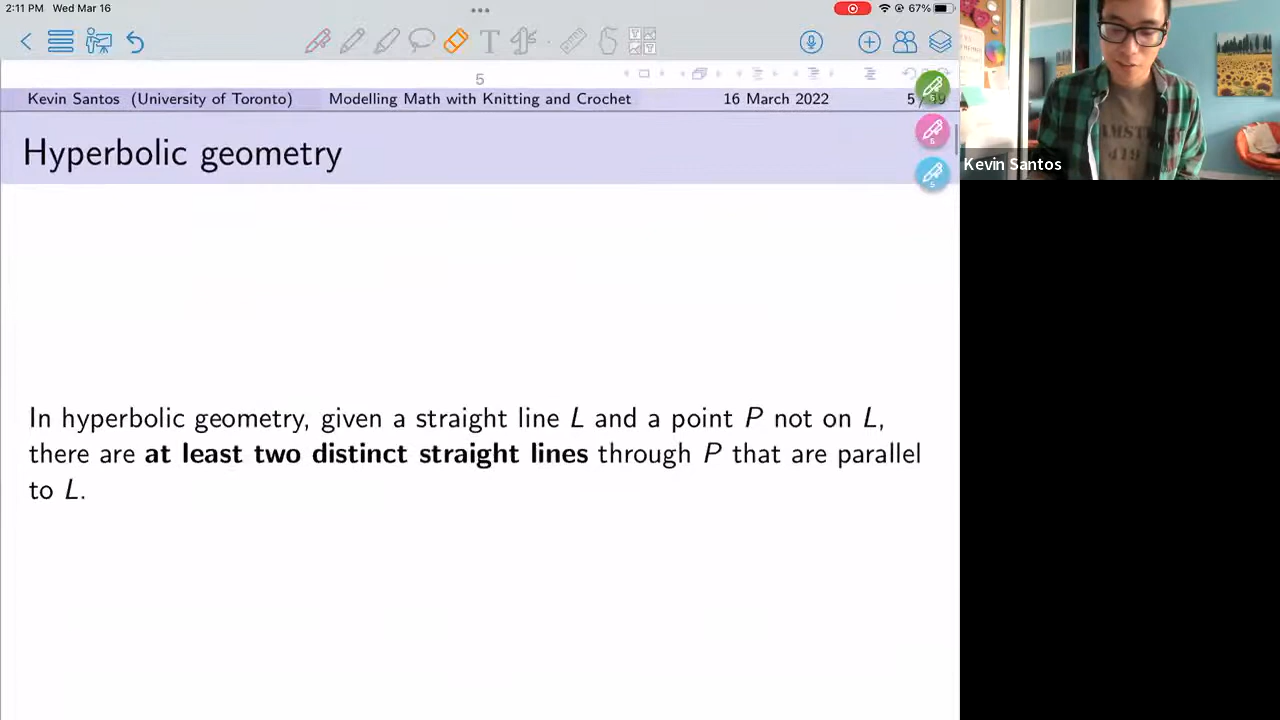 2:11 PM Wed Mar 16
67%
5
Kevin Santos (University of Toronto) Modelling Math with Knitting and Crochet 16 March 2022 5 /
Hyperbolic geometry
Kevin Santos
In hyperbolic geometry, given a straight line L and a point P not on L,
there are at least two distinct straight lines through P that are parallel
to L.